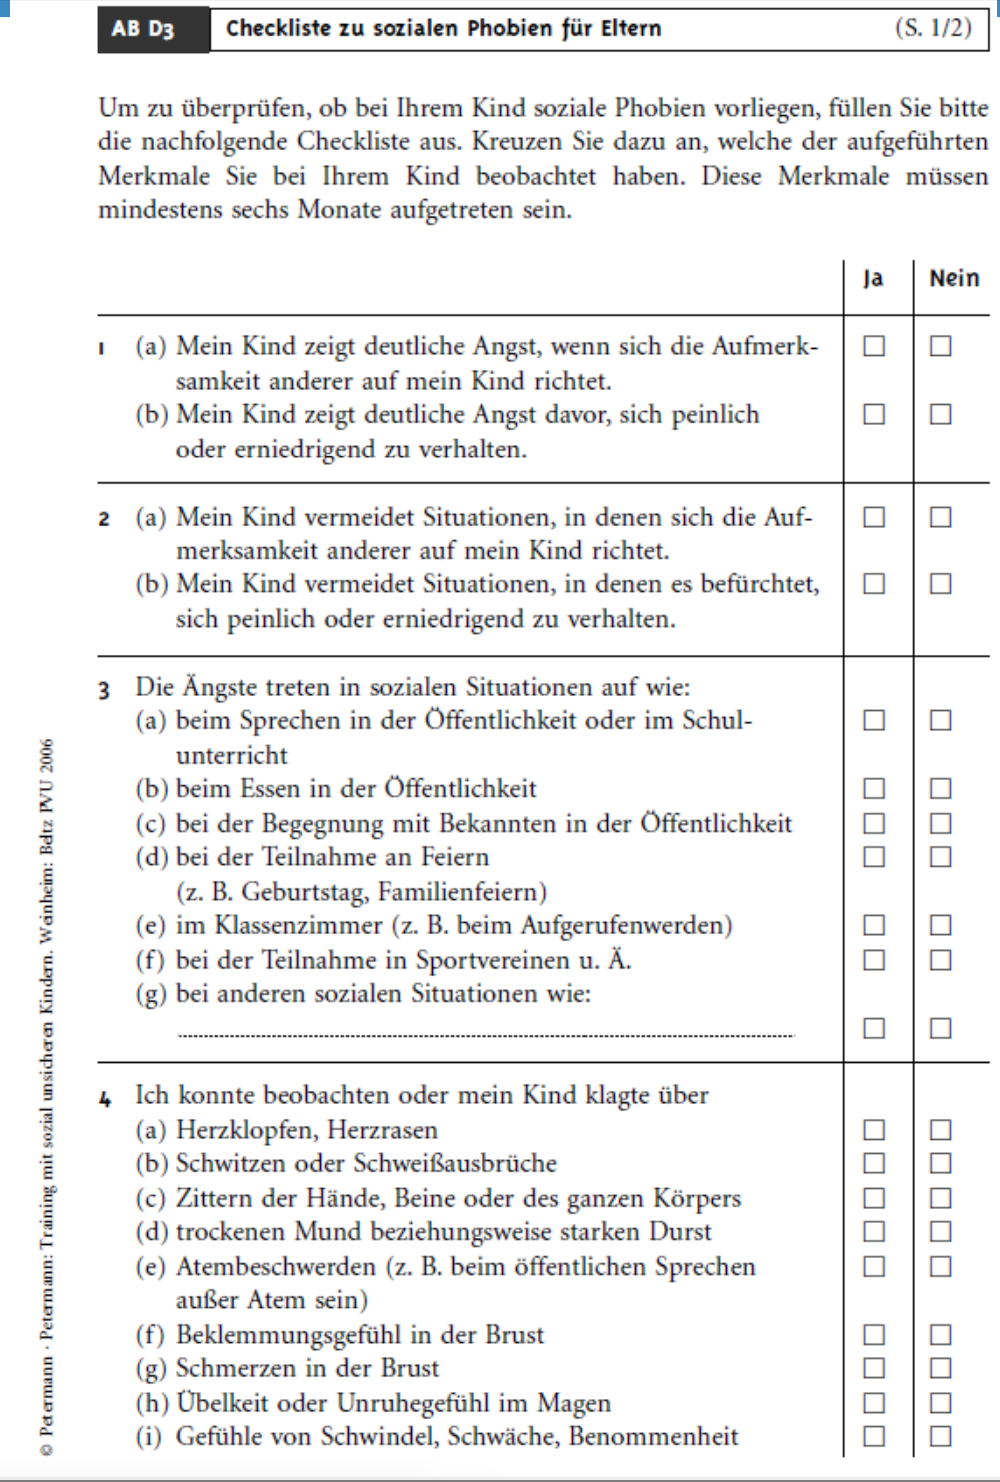 AB D3 Checkliste zu sozialen Phobien für Eltern (S. 1/2)
Um zu überprüfen, ob bei Ihrem Kind soziale Phobien vorliegen, füllen Sie bitte
die nachfolgende Checkliste aus. Kreuzen Sie dazu an, welche der aufgeführten
Merkmale Sie bei Ihrem Kind beobachtet haben. Diese Merkmale müssen
mindestens sechs Monate aufgetreten sein.
Ja Nein
1 (a) Mein Kind zeigt deutliche Angst, wenn sich die Aufmerk-
samkeit anderer auf mein Kind richtet.
(b) Mein Kind zeigt deutliche Angst davor, sich peinlich
oder erniedrigend zu verhalten.
2 (a) Mein Kind vermeidet Situationen, in denen sich die Auf-
merksamkeit anderer auf mein Kind richtet.
(b) Mein Kind vermeidet Situationen, in denen es befürchtet,
sich peinlich oder erniedrigend zu verhalten.
3 Die Ängste treten in sozialen Situationen auf wie:
(a) beim Sprechen in der Öffentlichkeit oder im Schul-
unterricht
(b) beim Essen in der Öffentlichkeit
(c) bei der Begegnung mit Bekannten in der Öffentlichkeit
(d) bei der Teilnahme an Feiern
(z. B. Geburtstag, Familienfeiern)
(e) im Klassenzimmer (z. B. beim Aufgerufenwerden)
(f) bei der Teilnahme in Sportvereinen u. Ä.
(g) bei anderen sozialen Situationen wie:
4 Ich konnte beobachten oder mein Kind klagte über
(a) Herzklopfen, Herzrasen
(b) Schwitzen oder Schweißausbrüche
(c) Zittern der Hände, Beine oder des ganzen Körpers
(d) trockenen Mund beziehungsweise starken Durst
(e) Atembeschwerden (z. B. beim öffentlichen Sprechen
außer Atem sein)
(f) Beklemmungsgefühl in der Brust
(g) Schmerzen in der Brust
(h) Übelkeit oder Unruhegefühl im Magen
(i) Gefühle von Schwindel, Schwäche, Benommenheit
© Petermann · Petermann: Training mit sozial unsicheren Kindern. Weinheim: Beltz PVU 2006